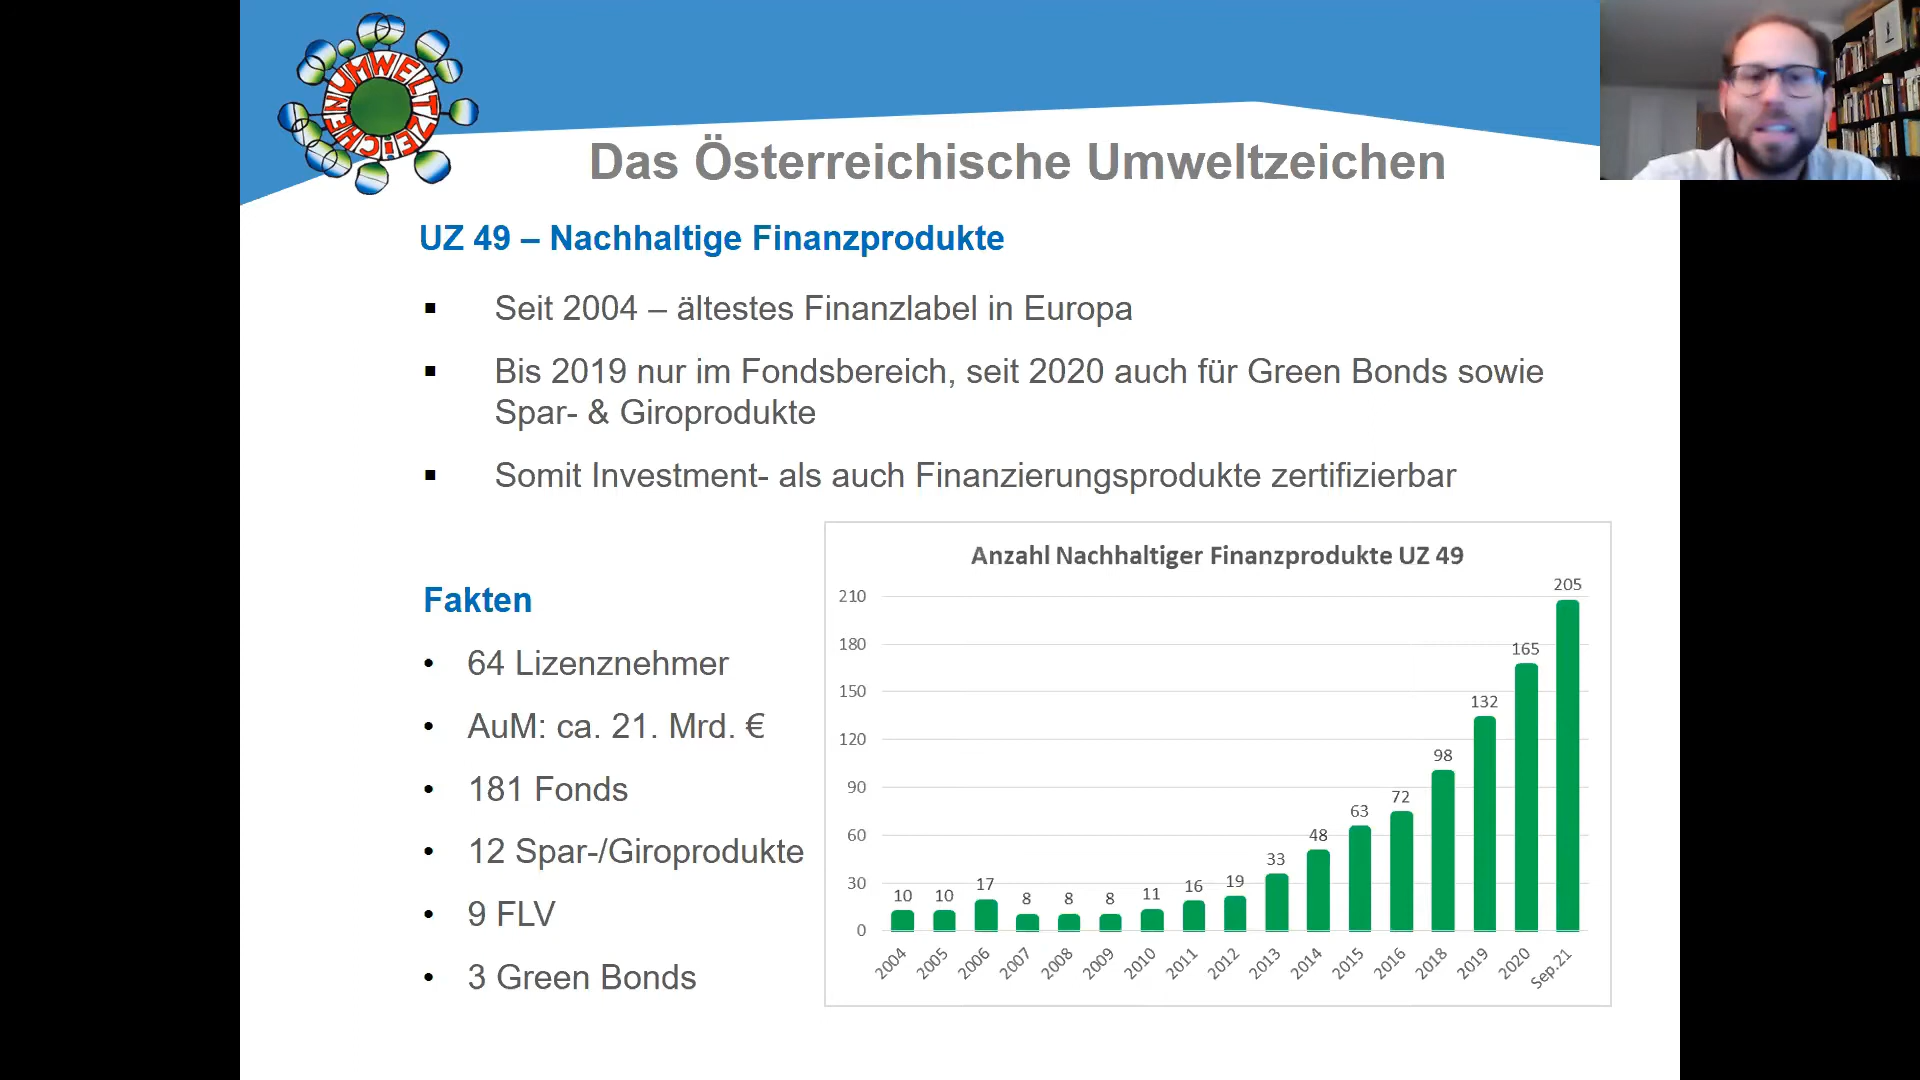 UMWELTZEICHEN
Das Österreichische Umweltzeichen
UZ 49 – Nachhaltige Finanzprodukte
▪ Seit 2004 – ältestes Finanzlabel in Europa
▪ Bis 2019 nur im Fondsbereich, seit 2020 auch für Green Bonds sowie
Spar- & Giroprodukte
▪ Somit Investment- als auch Finanzierungsprodukte zertifizierbar
Fakten
• 64 Lizenznehmer
• AuM: ca. 21. Mrd. €
• 181 Fonds
• 12 Spar-/Giroprodukte
• 9 FLV
• 3 Green Bonds
Anzahl Nachhaltiger Finanzprodukte UZ 49
210
180
150
120
90
60
30
0
10 10 17 8 8 8 11 16 19 33 48 63 72 98 132 165 205
2004 2005 2006 2007 2008 2009 2010 2011 2012 2013 2014 2015 2016 2018 2019 2020 Sep.21